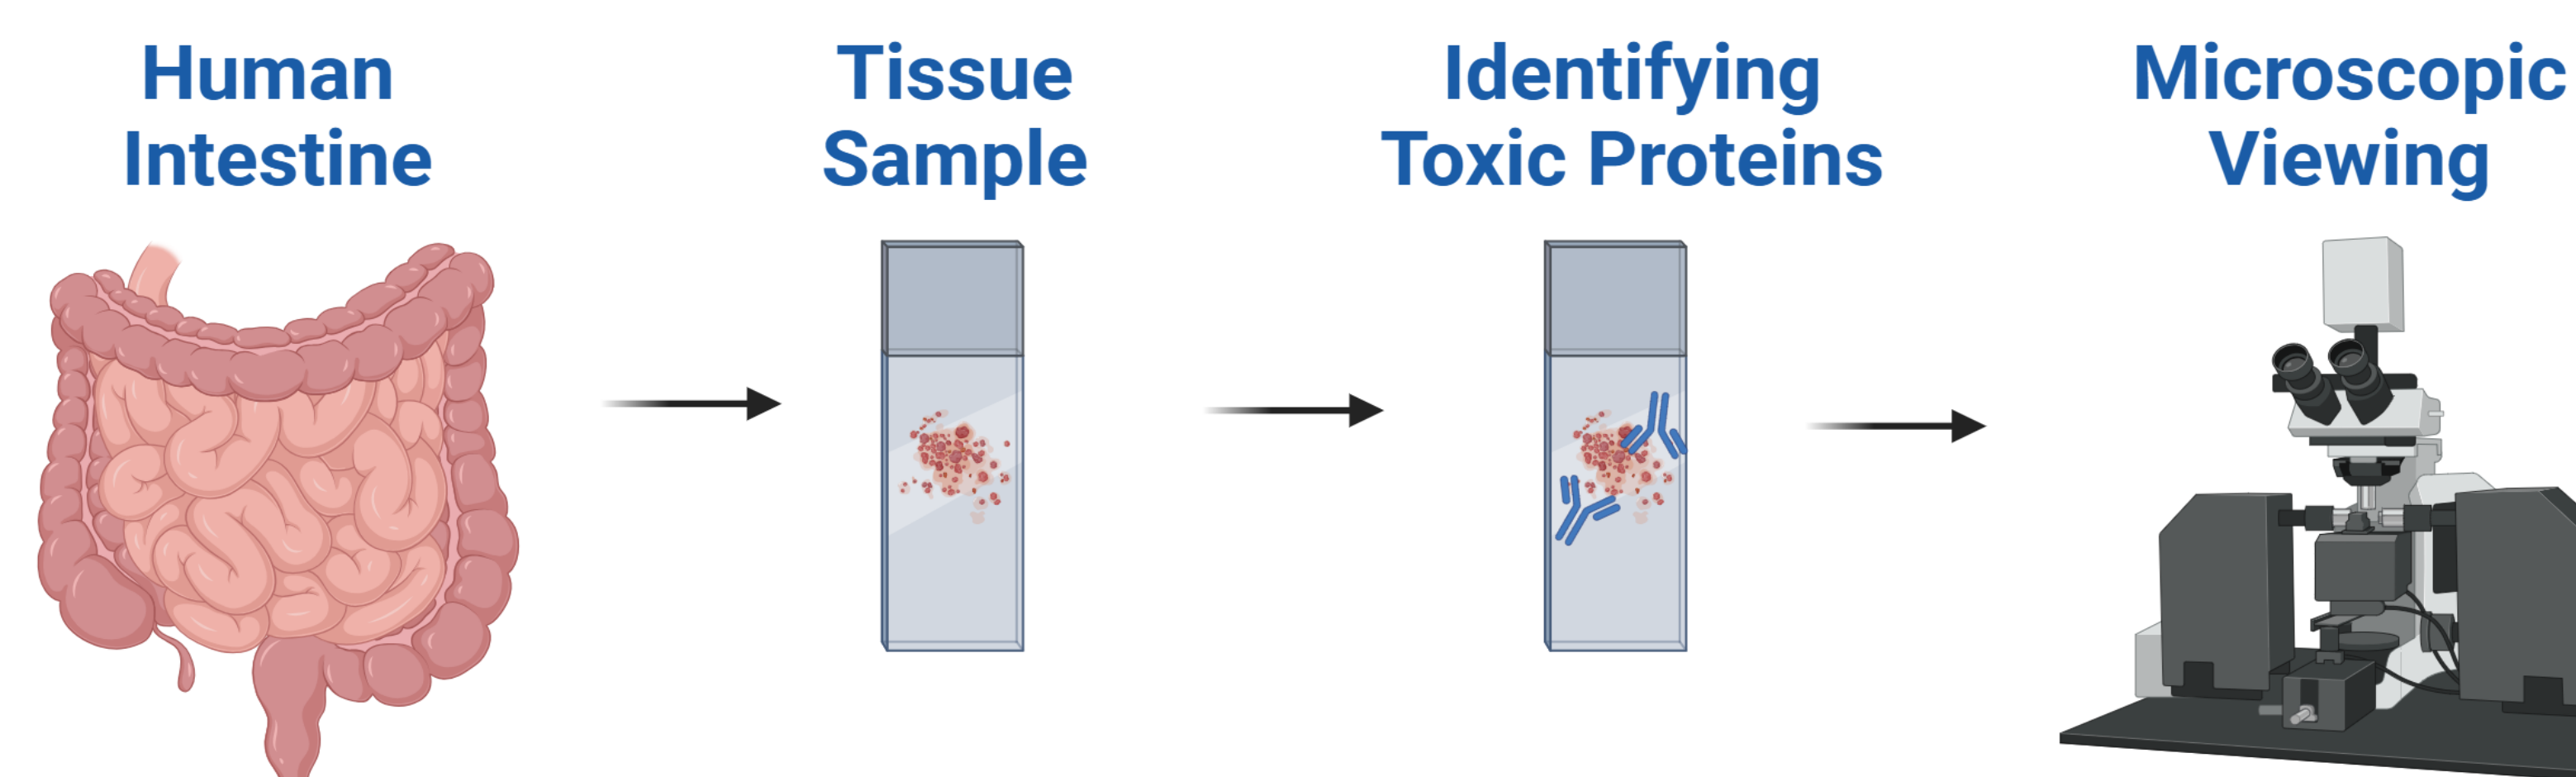 Human
Intestine
Tissue
Sample
Identifying
Toxic Proteins
Microscopic
Viewing